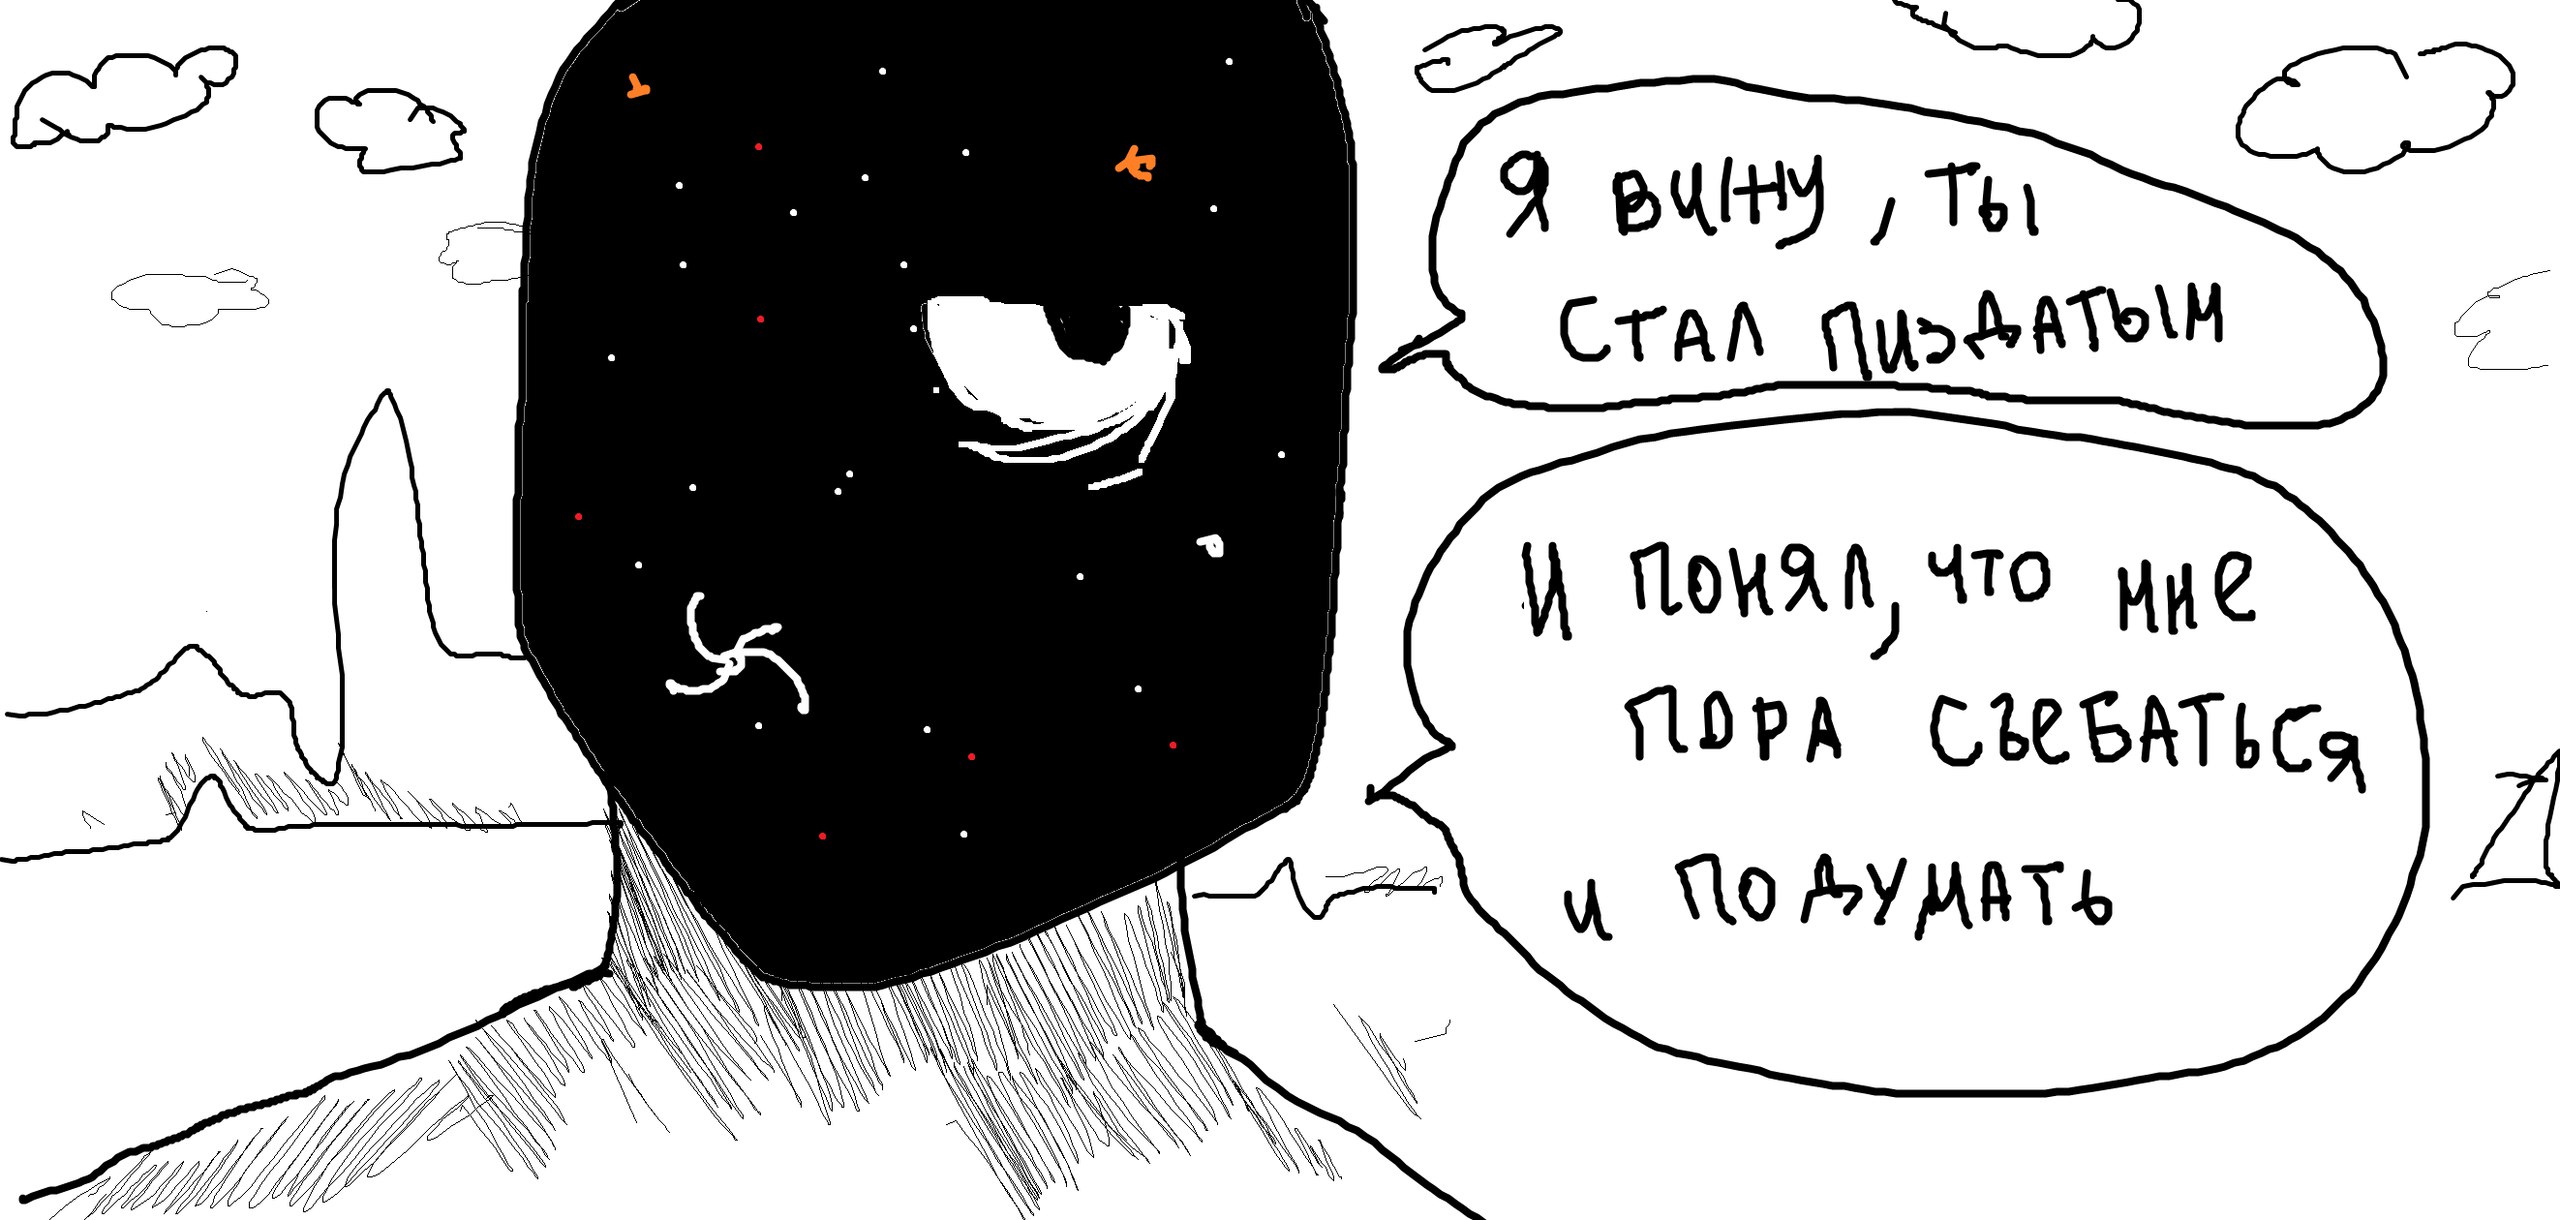 Я ВИЖУ, ТЫ
СТАЛ ПИЗДАТЫМ
И ПОНЯЛ, ЧТО МНЕ
ПОРА СЪЕБАТЬСЯ
И ПОДУМАТЬ